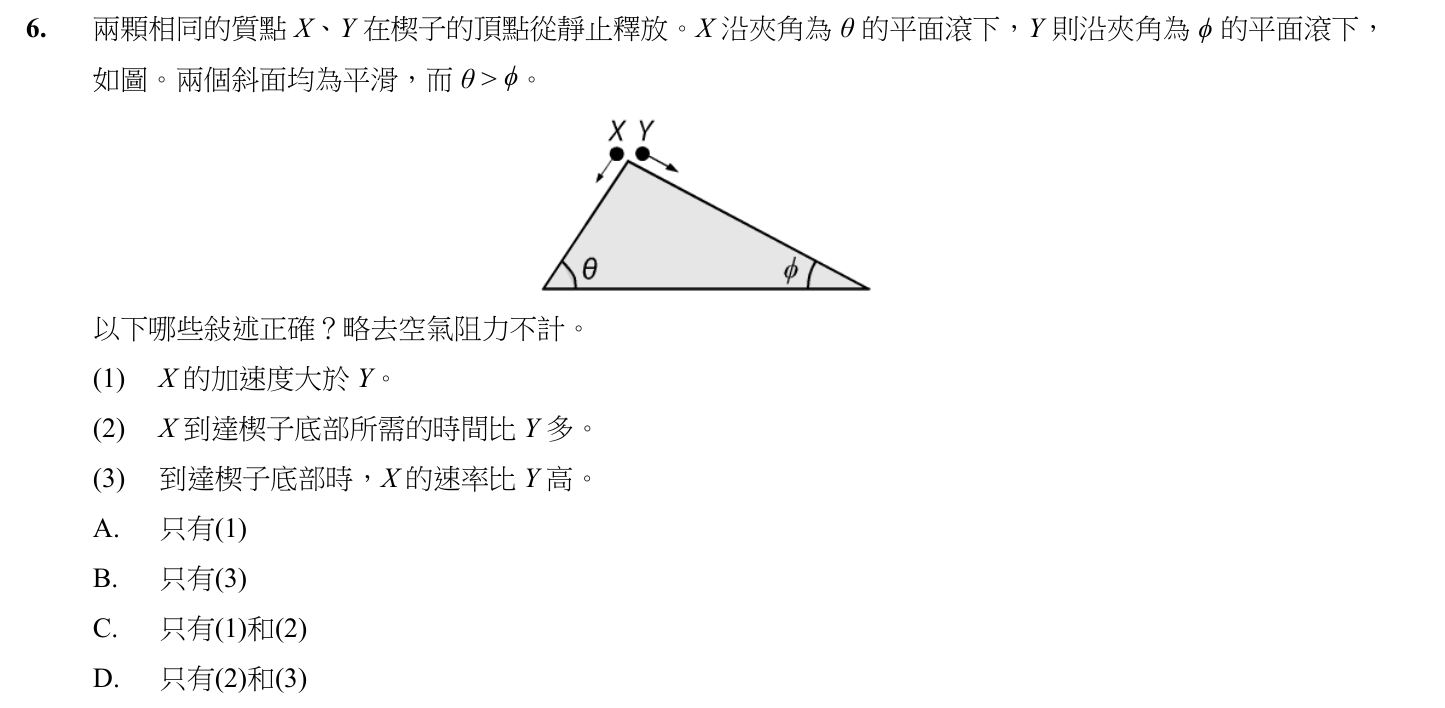 6. 兩顆相同的質點 X、Y 在楔子的頂點從靜止釋放。X 沿夾角為 θ 的平面滾下，Y 則沿夾角為 ϕ 的平面滾下，
如圖。兩個斜面均為平滑，而 θ > ϕ。
X Y
θ ϕ
以下哪些敍述正確？略去空氣阻力不計。
(1) X 的加速度大於 Y。
(2) X 到達楔子底部所需的時間比 Y 多。
(3) 到達楔子底部時，X 的速率比 Y 高。
A. 只有(1)
B. 只有(3)
C. 只有(1)和(2)
D. 只有(2)和(3)